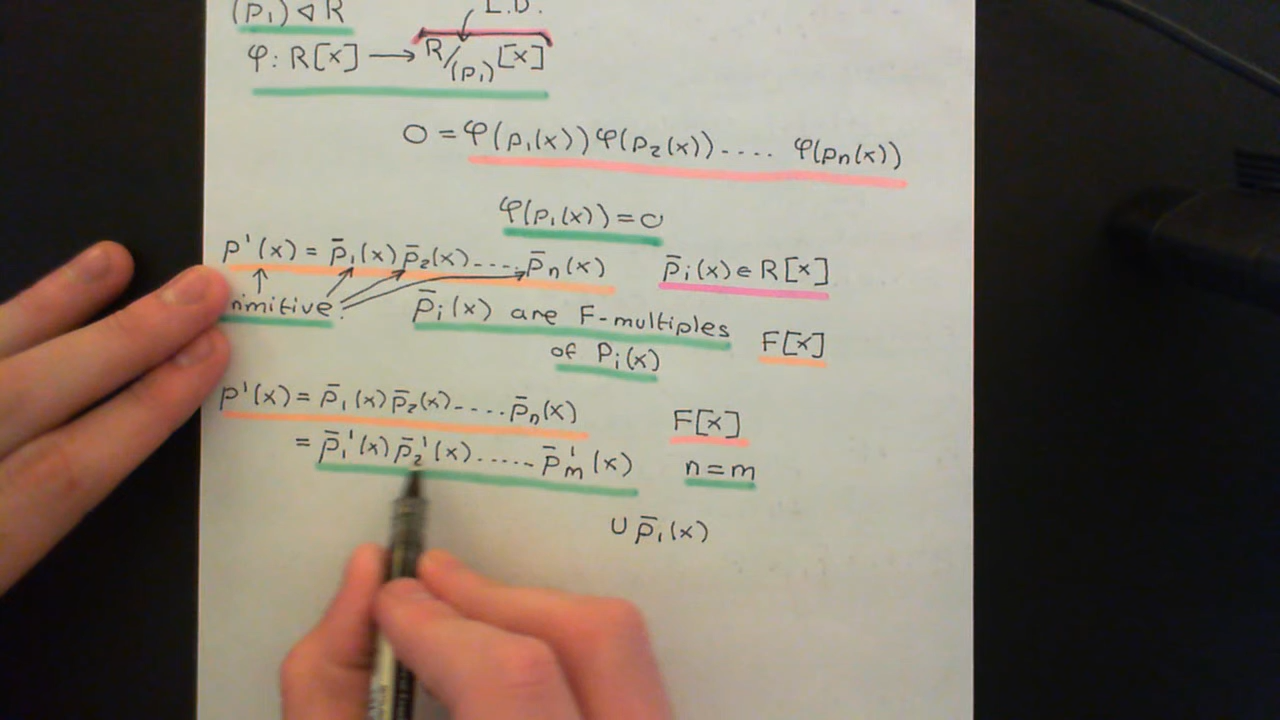 (p₁) ◁ R
I.D.
φ: R[x] → R/(p₁)[x]
0 = φ(p₁(x))φ(p₂(x)).... φ(pₙ(x))
φ(p₁(x)) = 0
p'(x) = p̄₁(x)p̄₂(x)....p̄ₙ(x) p̄ᵢ(x) ∈ R[x]
p̄ᵢ(x) are F-multiples
of Pᵢ(x) F[x]
p'(x) = p̄₁(x)p̄₂(x)....p̄ₙ(x) F[x]
= p̄₁'(x)p̄₂'(x)......p̄ₘ'(x) n = m
∪ p̄₁(x)